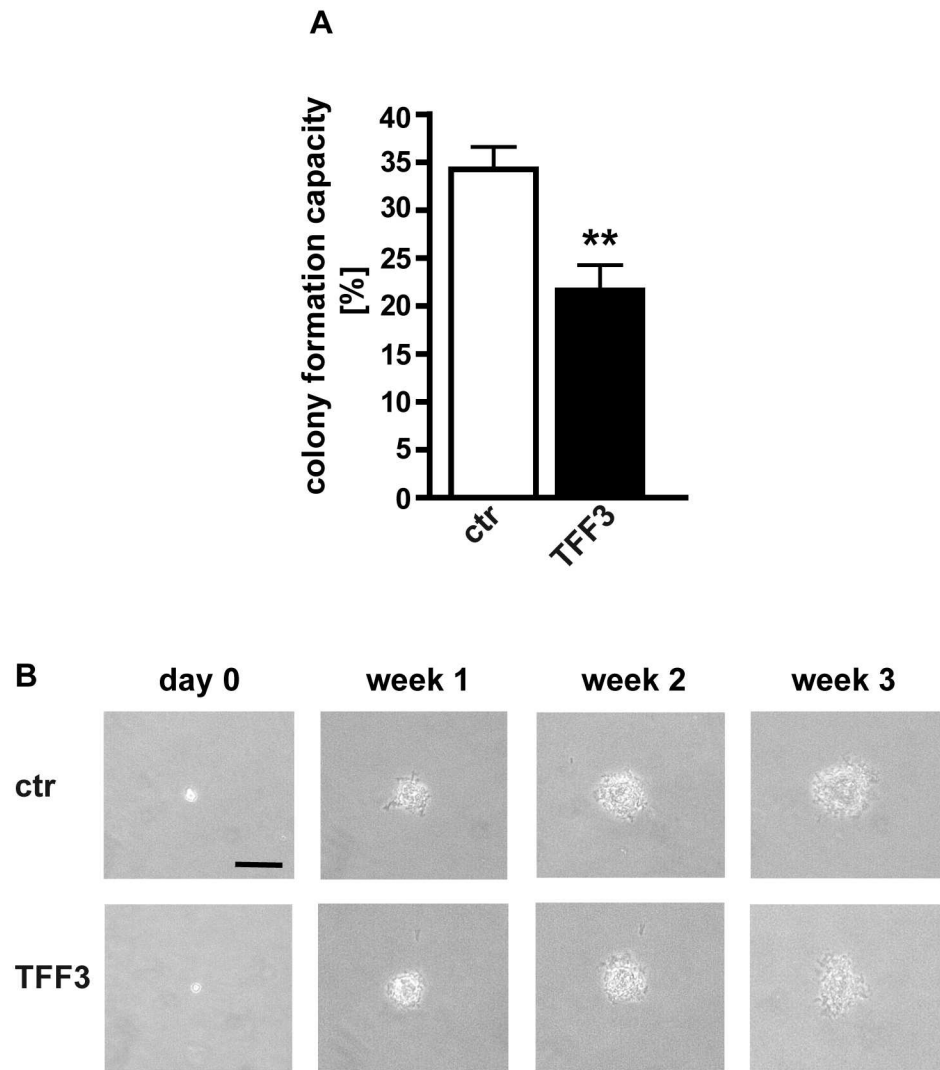 A
colony formation capacity
[%]
40
35
30
25
20
15
10
5
0
**
ctr
TFF3
B
day 0
week 1
week 2
week 3
ctr
TFF3